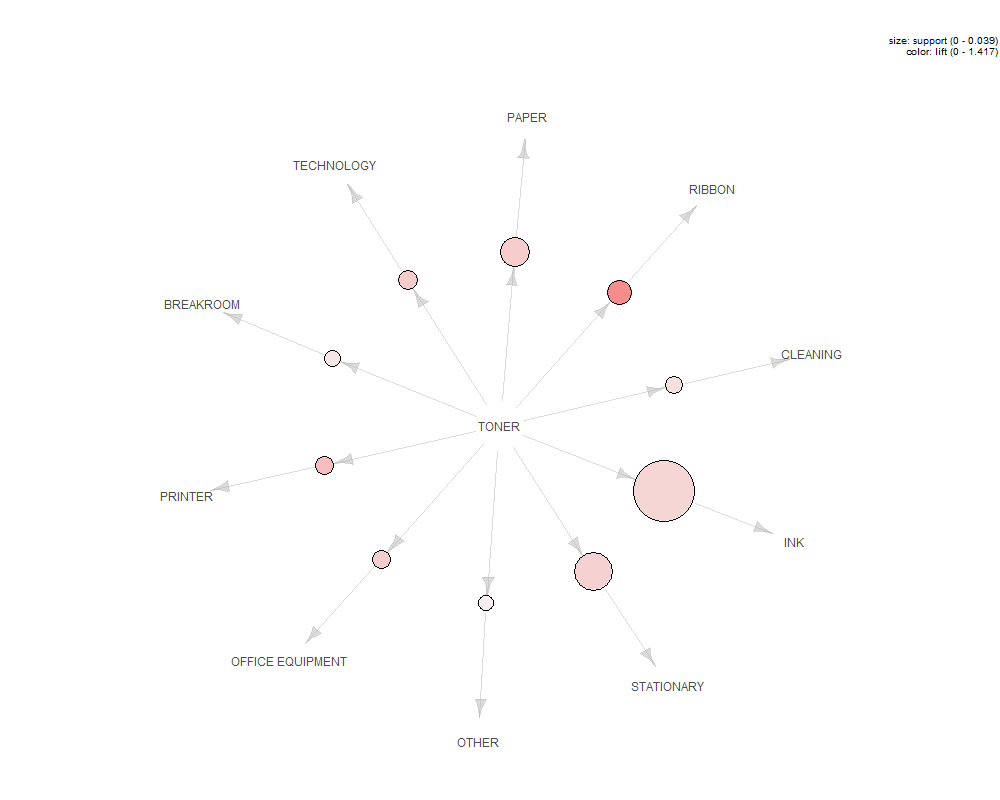 size: support (0 - 0.039)
color: lift (0 - 1.417)
PAPER
TECHNOLOGY
RIBBON
BREAKROOM
CLEANING
TONER
PRINTER
INK
OFFICE EQUIPMENT
STATIONARY
OTHER